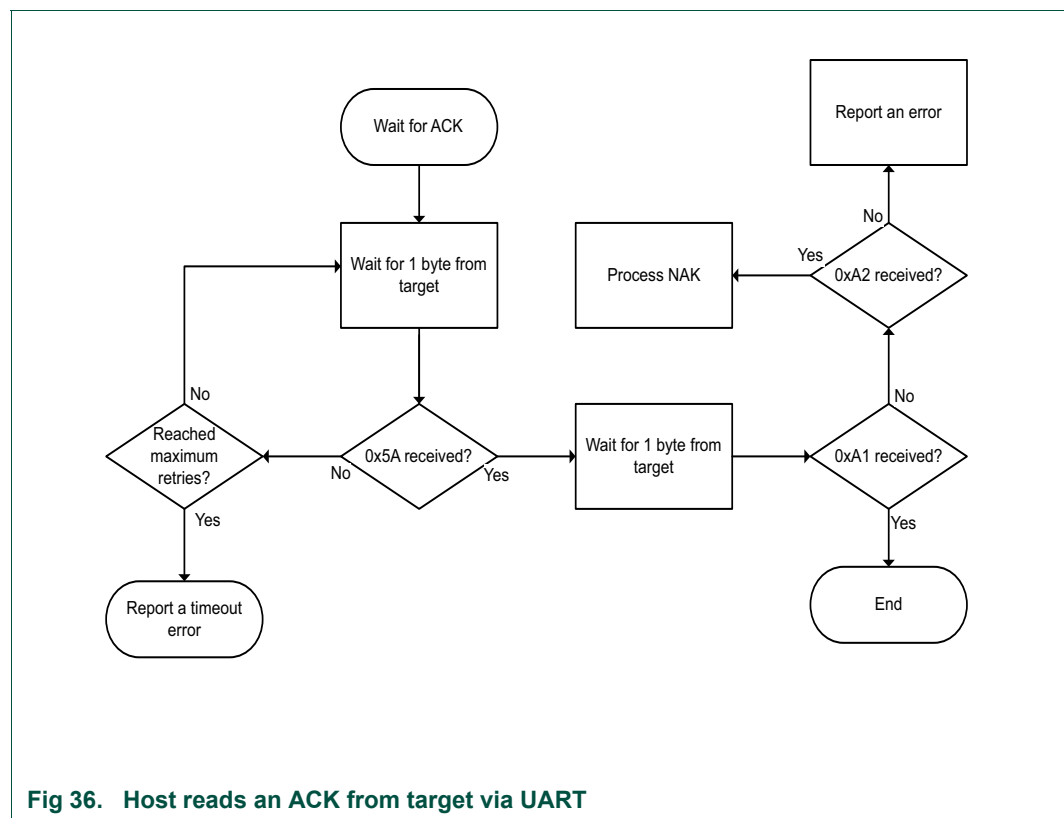 Wait for ACK
Report an error
No
Wait for 1 byte from
target
Process NAK
Yes
0xA2 received?
No
Reached
maximum
retries?
No
0x5A received?
Yes
Wait for 1 byte from
target
No
0xA1 received?
Yes
Yes
Report a timeout
error
End
Fig 36. Host reads an ACK from target via UART